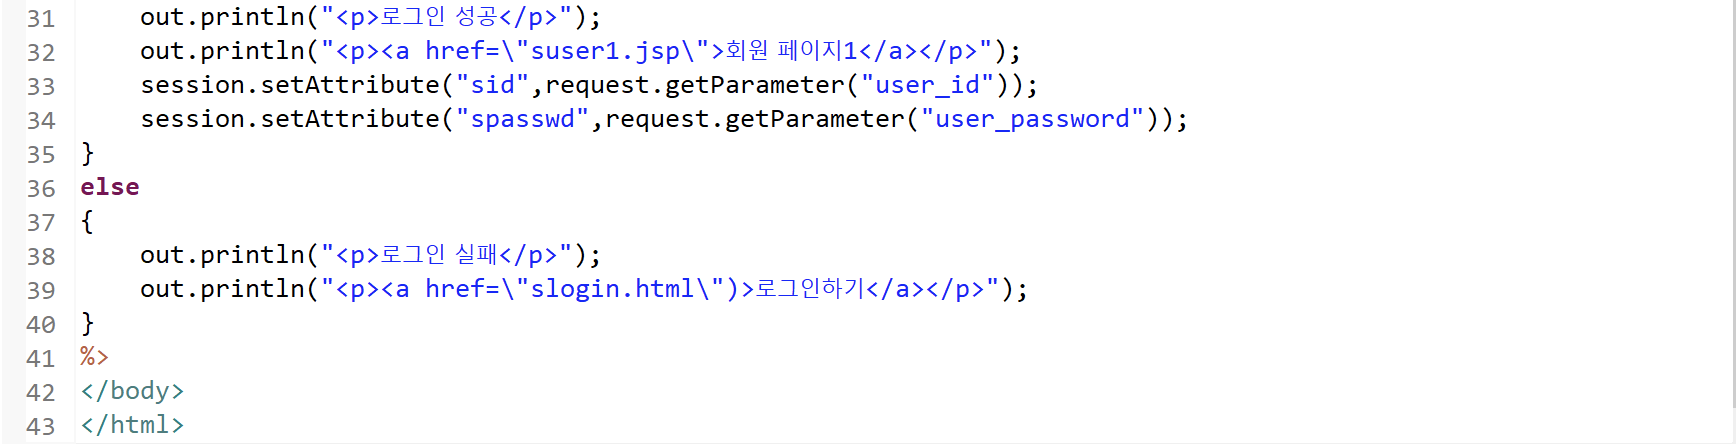 31 out.println("<p>로그인 성공</p>");
32 out.println("<p><a href=\"suser1.jsp\">회원 페이지1</a></p>");
33 session.setAttribute("sid",request.getParameter("user_id"));
34 session.setAttribute("spasswd",request.getParameter("user_password"));
35 }
36 else
37 {
38 out.println("<p>로그인 실패</p>");
39 out.println("<p><a href=\"slogin.html\")>로그인하기</a></p>");
40 }
41 %>
42 </body>
43 </html>